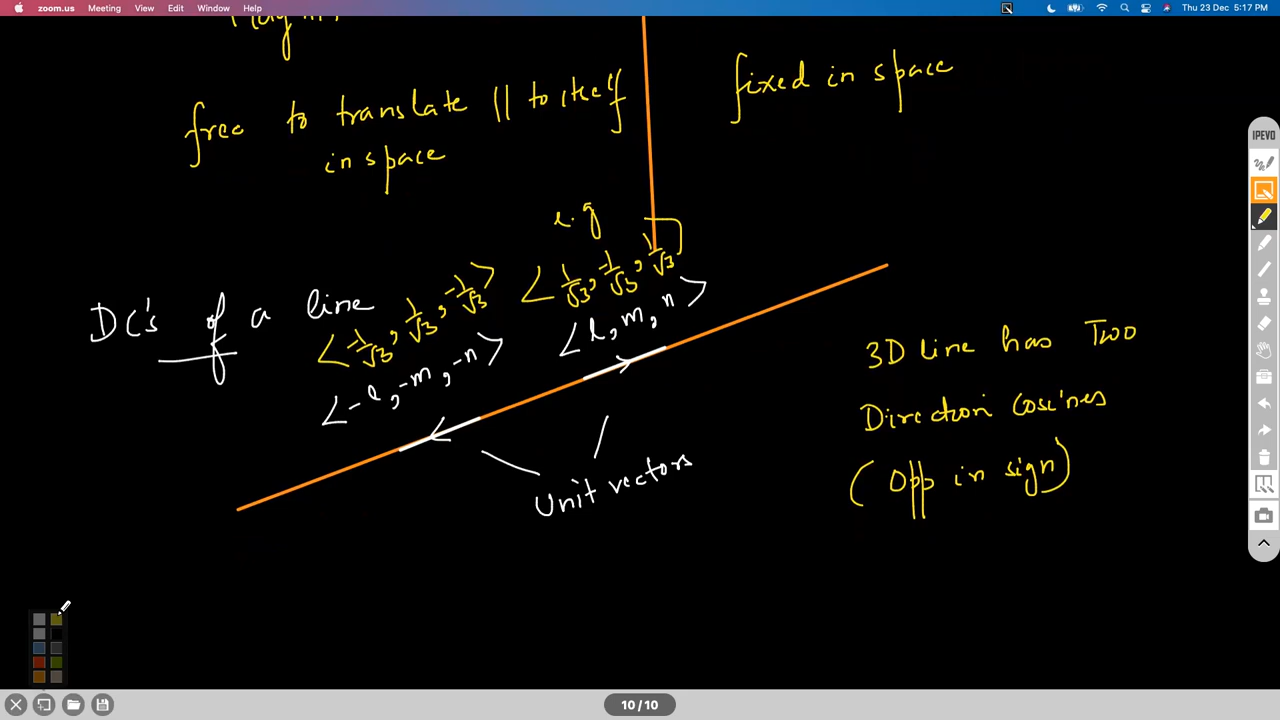 zoom.us Meeting View Edit Window Help
Thu 23 Dec 5:17 PM
free to translate || to itself
in space
fixed in space
e.g
DC's of a line
<-1/√3, 1/√3, -1/√3>
<1/√3, -1/√3, 1/√3>
<-l, -m, -n>
<l, m, n>
Unit vectors
3D line has Two
Direction cosines
(Opp in sign)
IPEVO
10 / 10